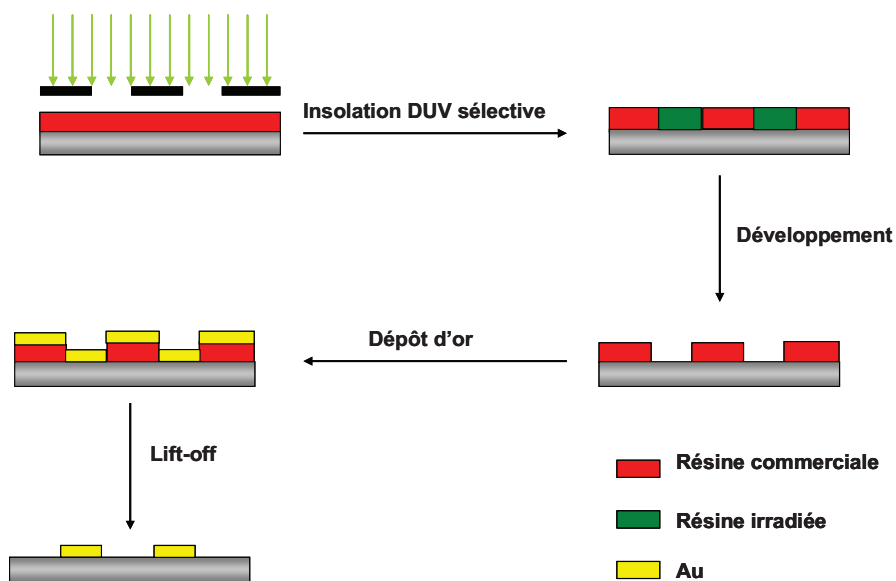 Insolation DUV sélective
Développement
Dépôt d'or
Lift-off
Résine commerciale
Résine irradiée
Au